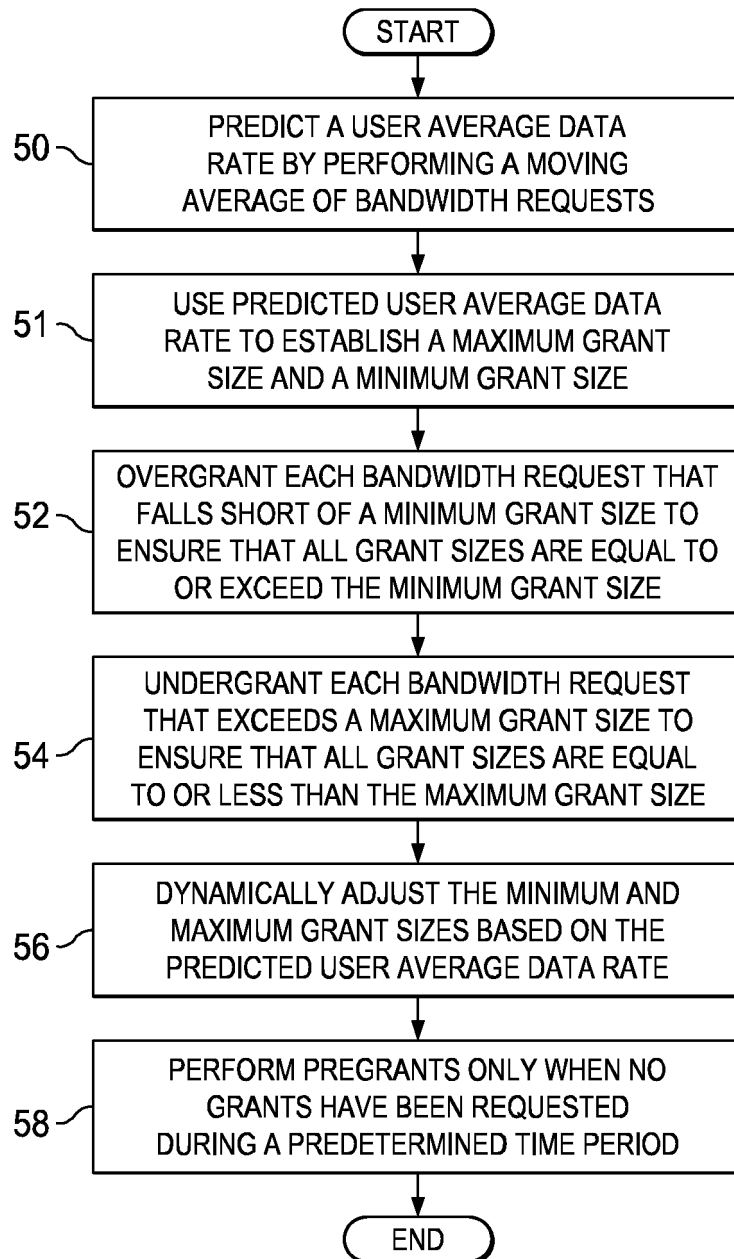 START
50
PREDICT A USER AVERAGE DATA
RATE BY PERFORMING A MOVING
AVERAGE OF BANDWIDTH REQUESTS
51
USE PREDICTED USER AVERAGE DATA
RATE TO ESTABLISH A MAXIMUM GRANT
SIZE AND A MINIMUM GRANT SIZE
52
OVERGRANT EACH BANDWIDTH REQUEST THAT
FALLS SHORT OF A MINIMUM GRANT SIZE TO
ENSURE THAT ALL GRANT SIZES ARE EQUAL TO
OR EXCEED THE MINIMUM GRANT SIZE
54
UNDERGRANT EACH BANDWIDTH REQUEST
THAT EXCEEDS A MAXIMUM GRANT SIZE TO
ENSURE THAT ALL GRANT SIZES ARE EQUAL
TO OR LESS THAN THE MAXIMUM GRANT SIZE
56
DYNAMICALLY ADJUST THE MINIMUM AND
MAXIMUM GRANT SIZES BASED ON THE
PREDICTED USER AVERAGE DATA RATE
58
PERFORM PREGRANTS ONLY WHEN NO
GRANTS HAVE BEEN REQUESTED
DURING A PREDETERMINED TIME PERIOD
END